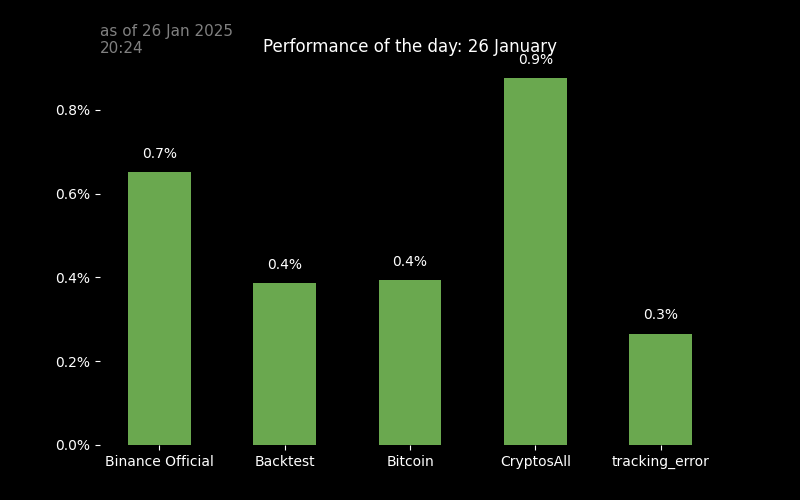 as of 26 Jan 2025
20:24
Performance of the day: 26 January
0.9%
0.8%
0.7%
0.6%
0.4%
0.4%
0.4%
0.3%
0.2%
0.0%
Binance Official
Backtest
Bitcoin
CryptosAll
tracking_error